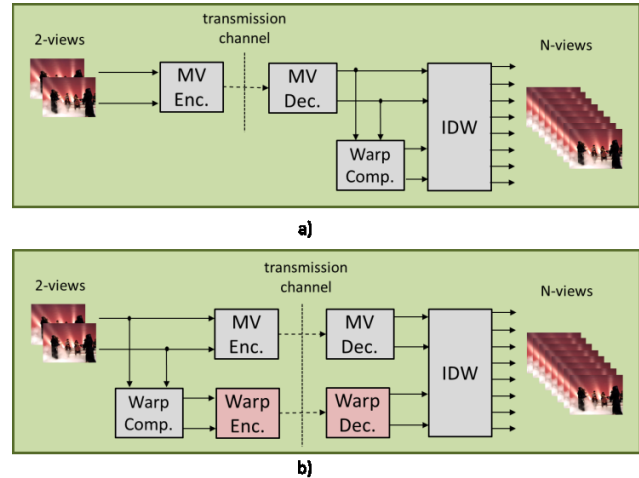 transmission
channel
2-views
N-views
MV
Enc.
MV
Dec.
IDW
Warp
Comp.
a)
transmission
channel
2-views
N-views
MV
Enc.
MV
Dec.
IDW
Warp
Comp.
Warp
Enc.
Warp
Dec.
b)